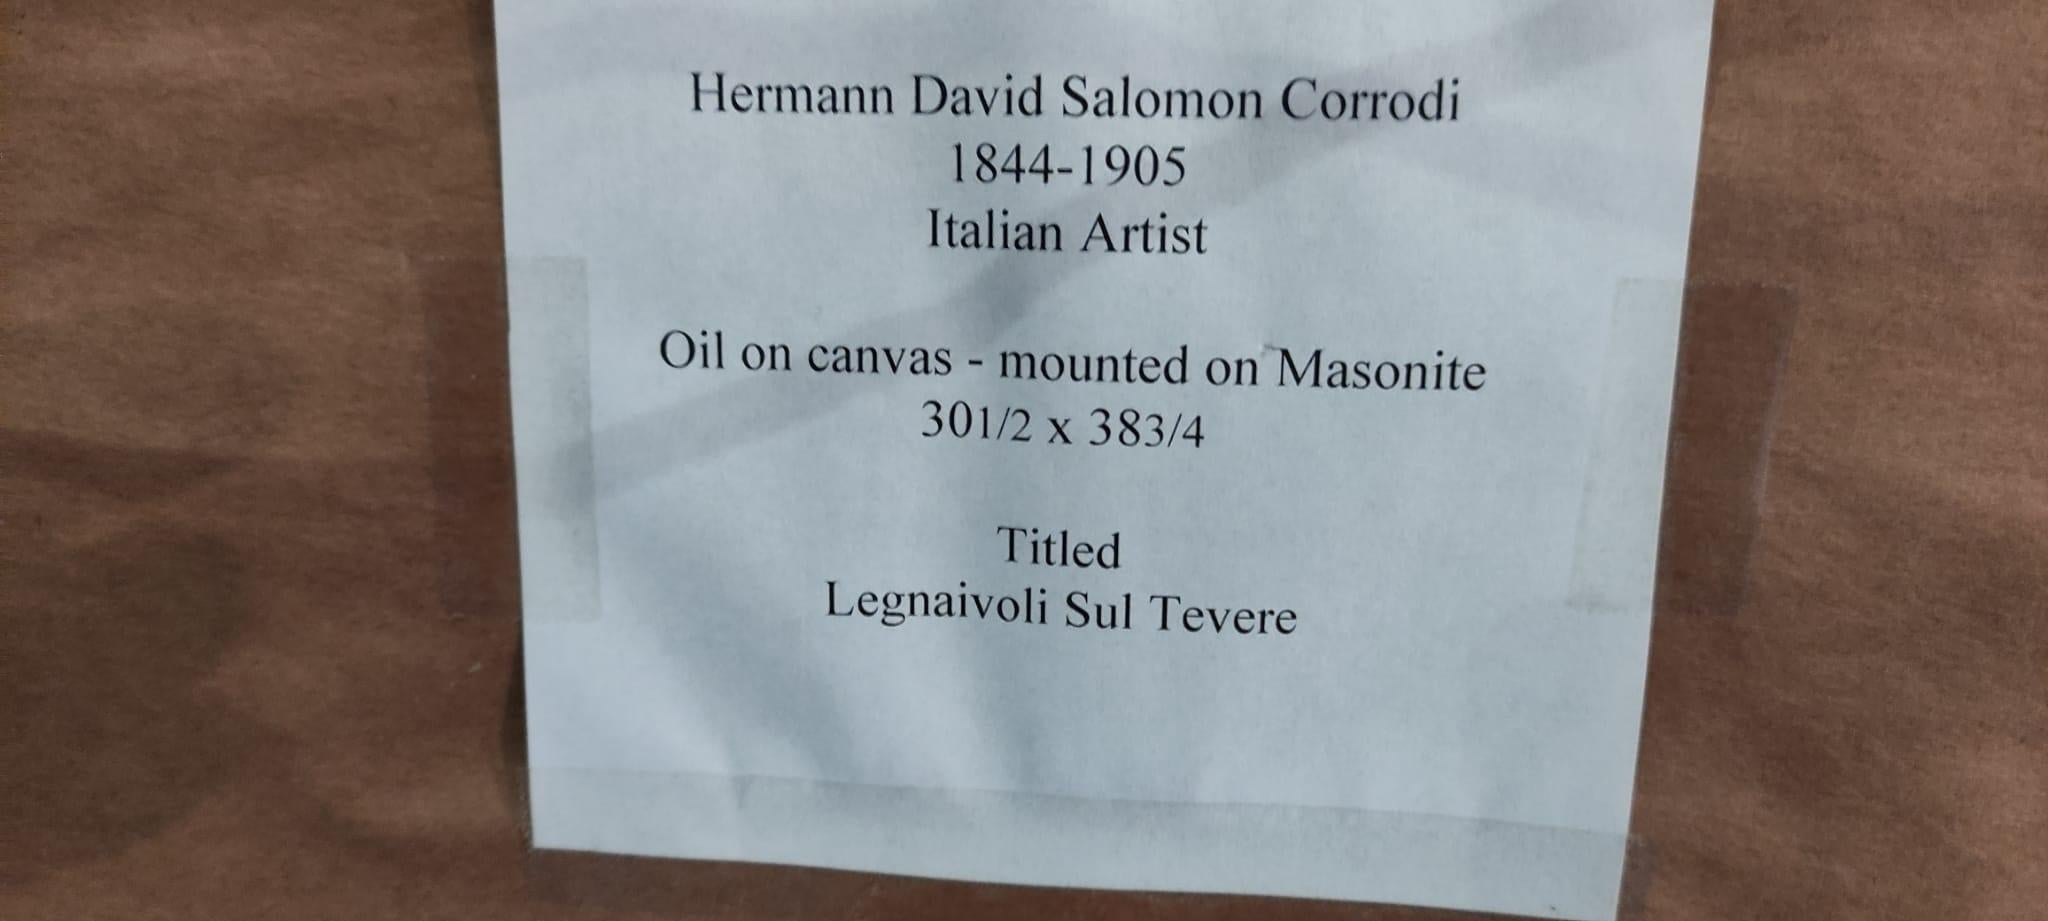 Hermann David Salomon Corrodi
1844-1905
Italian Artist
Oil on canvas - mounted on Masonite
301/2 x 383/4
Titled
Legnaivoli Sul Tevere